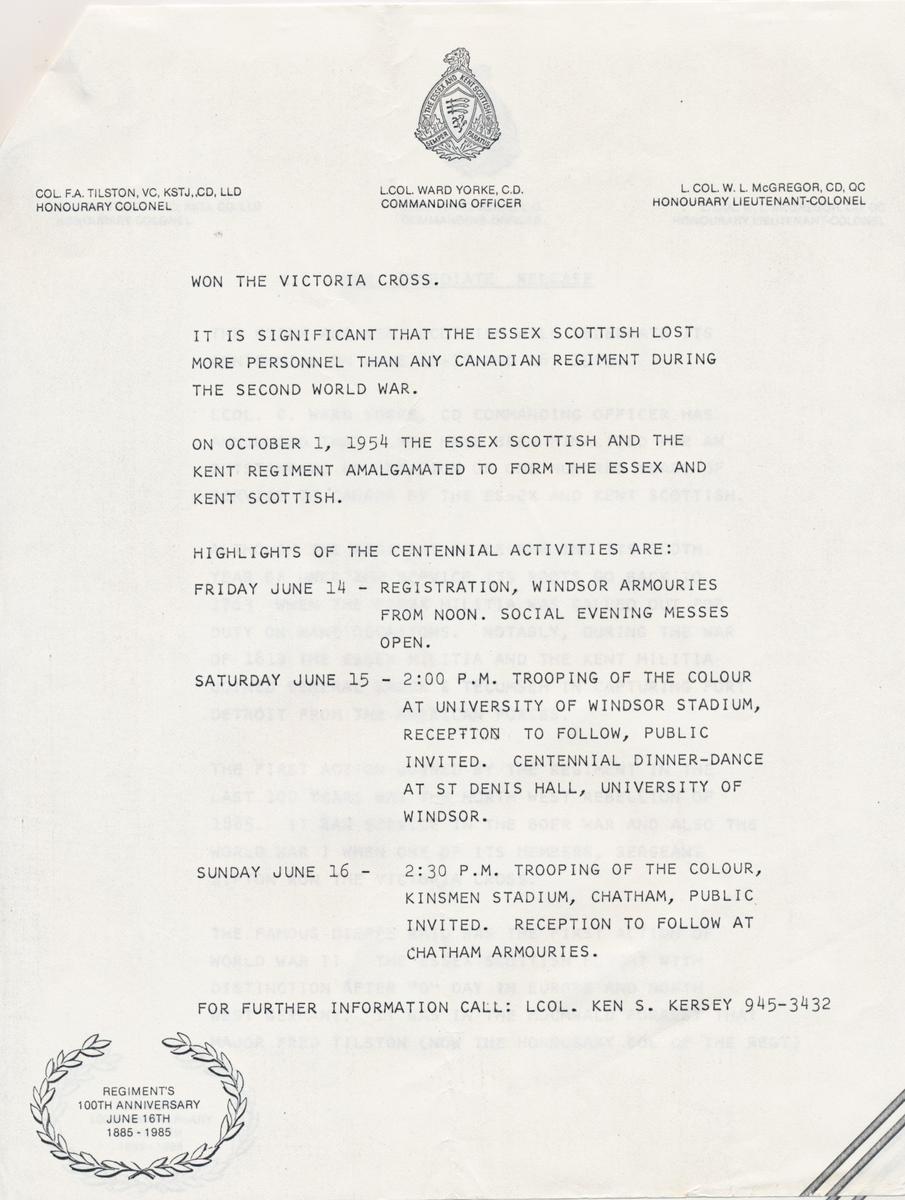 THE ESSEX AND KENT SCOTTISH
SEMPER PARATUS
COL. F.A. TILSTON, VC, KSTJ,,CD, LLD
HONOURARY COLONEL
L.COL. WARD YORKE, C.D.
COMMANDING OFFICER
L. COL. W. L. McGREGOR, CD, QC
HONOURARY LIEUTENANT-COLONEL
WON THE VICTORIA CROSS.
IT IS SIGNIFICANT THAT THE ESSEX SCOTTISH LOST
MORE PERSONNEL THAN ANY CANADIAN REGIMENT DURING
THE SECOND WORLD WAR.
ON OCTOBER 1, 1954 THE ESSEX SCOTTISH AND THE
KENT REGIMENT AMALGAMATED TO FORM THE ESSEX AND
KENT SCOTTISH.
HIGHLIGHTS OF THE CENTENNIAL ACTIVITIES ARE:
FRIDAY JUNE 14 - REGISTRATION, WINDSOR ARMOURIES
FROM NOON. SOCIAL EVENING MESSES
OPEN.
SATURDAY JUNE 15 - 2:00 P.M. TROOPING OF THE COLOUR
AT UNIVERSITY OF WINDSOR STADIUM,
RECEPTION TO FOLLOW, PUBLIC
INVITED. CENTENNIAL DINNER-DANCE
AT ST DENIS HALL, UNIVERSITY OF
WINDSOR.
SUNDAY JUNE 16 - 2:30 P.M. TROOPING OF THE COLOUR,
KINSMEN STADIUM, CHATHAM, PUBLIC
INVITED. RECEPTION TO FOLLOW AT
CHATHAM ARMOURIES.
FOR FURTHER INFORMATION CALL: LCOL. KEN S. KERSEY 945-3432
REGIMENT'S
100TH ANNIVERSARY
JUNE 16TH
1885 - 1985